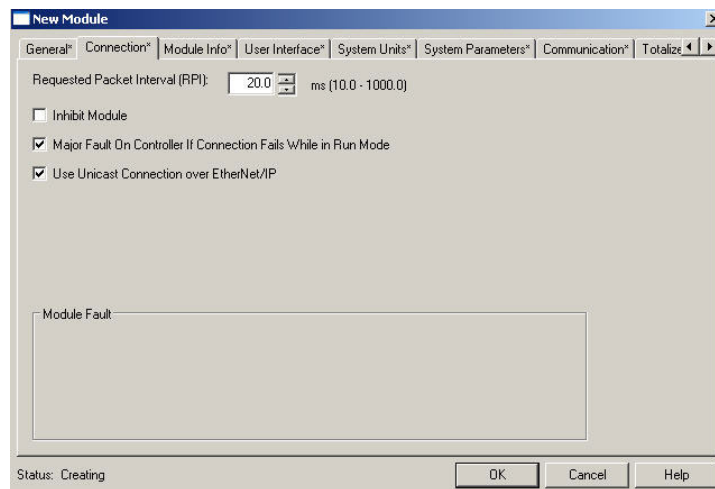 New Module
General* Connection* Module Info* User Interface* System Units* System Parameters* Communication* Totalize
Requested Packet Interval (RPI): 20.0 ms (10.0 - 1000.0)
Inhibit Module
Major Fault On Controller If Connection Fails While in Run Mode
Use Unicast Connection over EtherNet/IP
Module Fault
Status: Creating OK Cancel Help